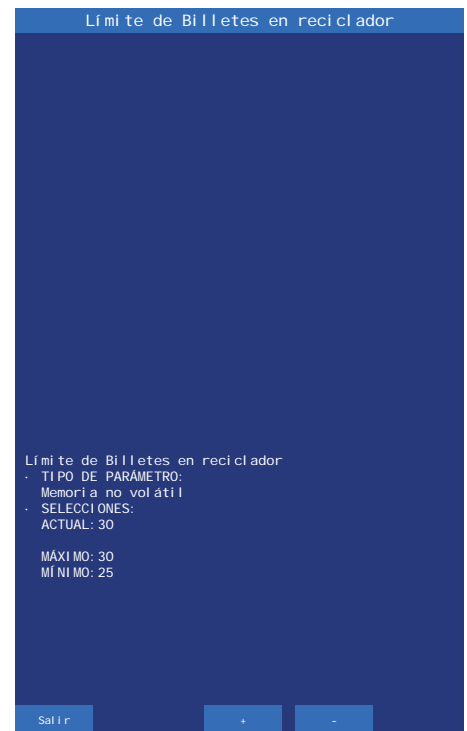 Límite de Billetes en reciclador
Límite de Billetes en reciclador
· TIPO DE PARÁMETRO:
Memoria no volátil
· SELECCIONES:
ACTUAL: 30
MÁXIMO: 30
MÍNIMO: 25
Salir + -